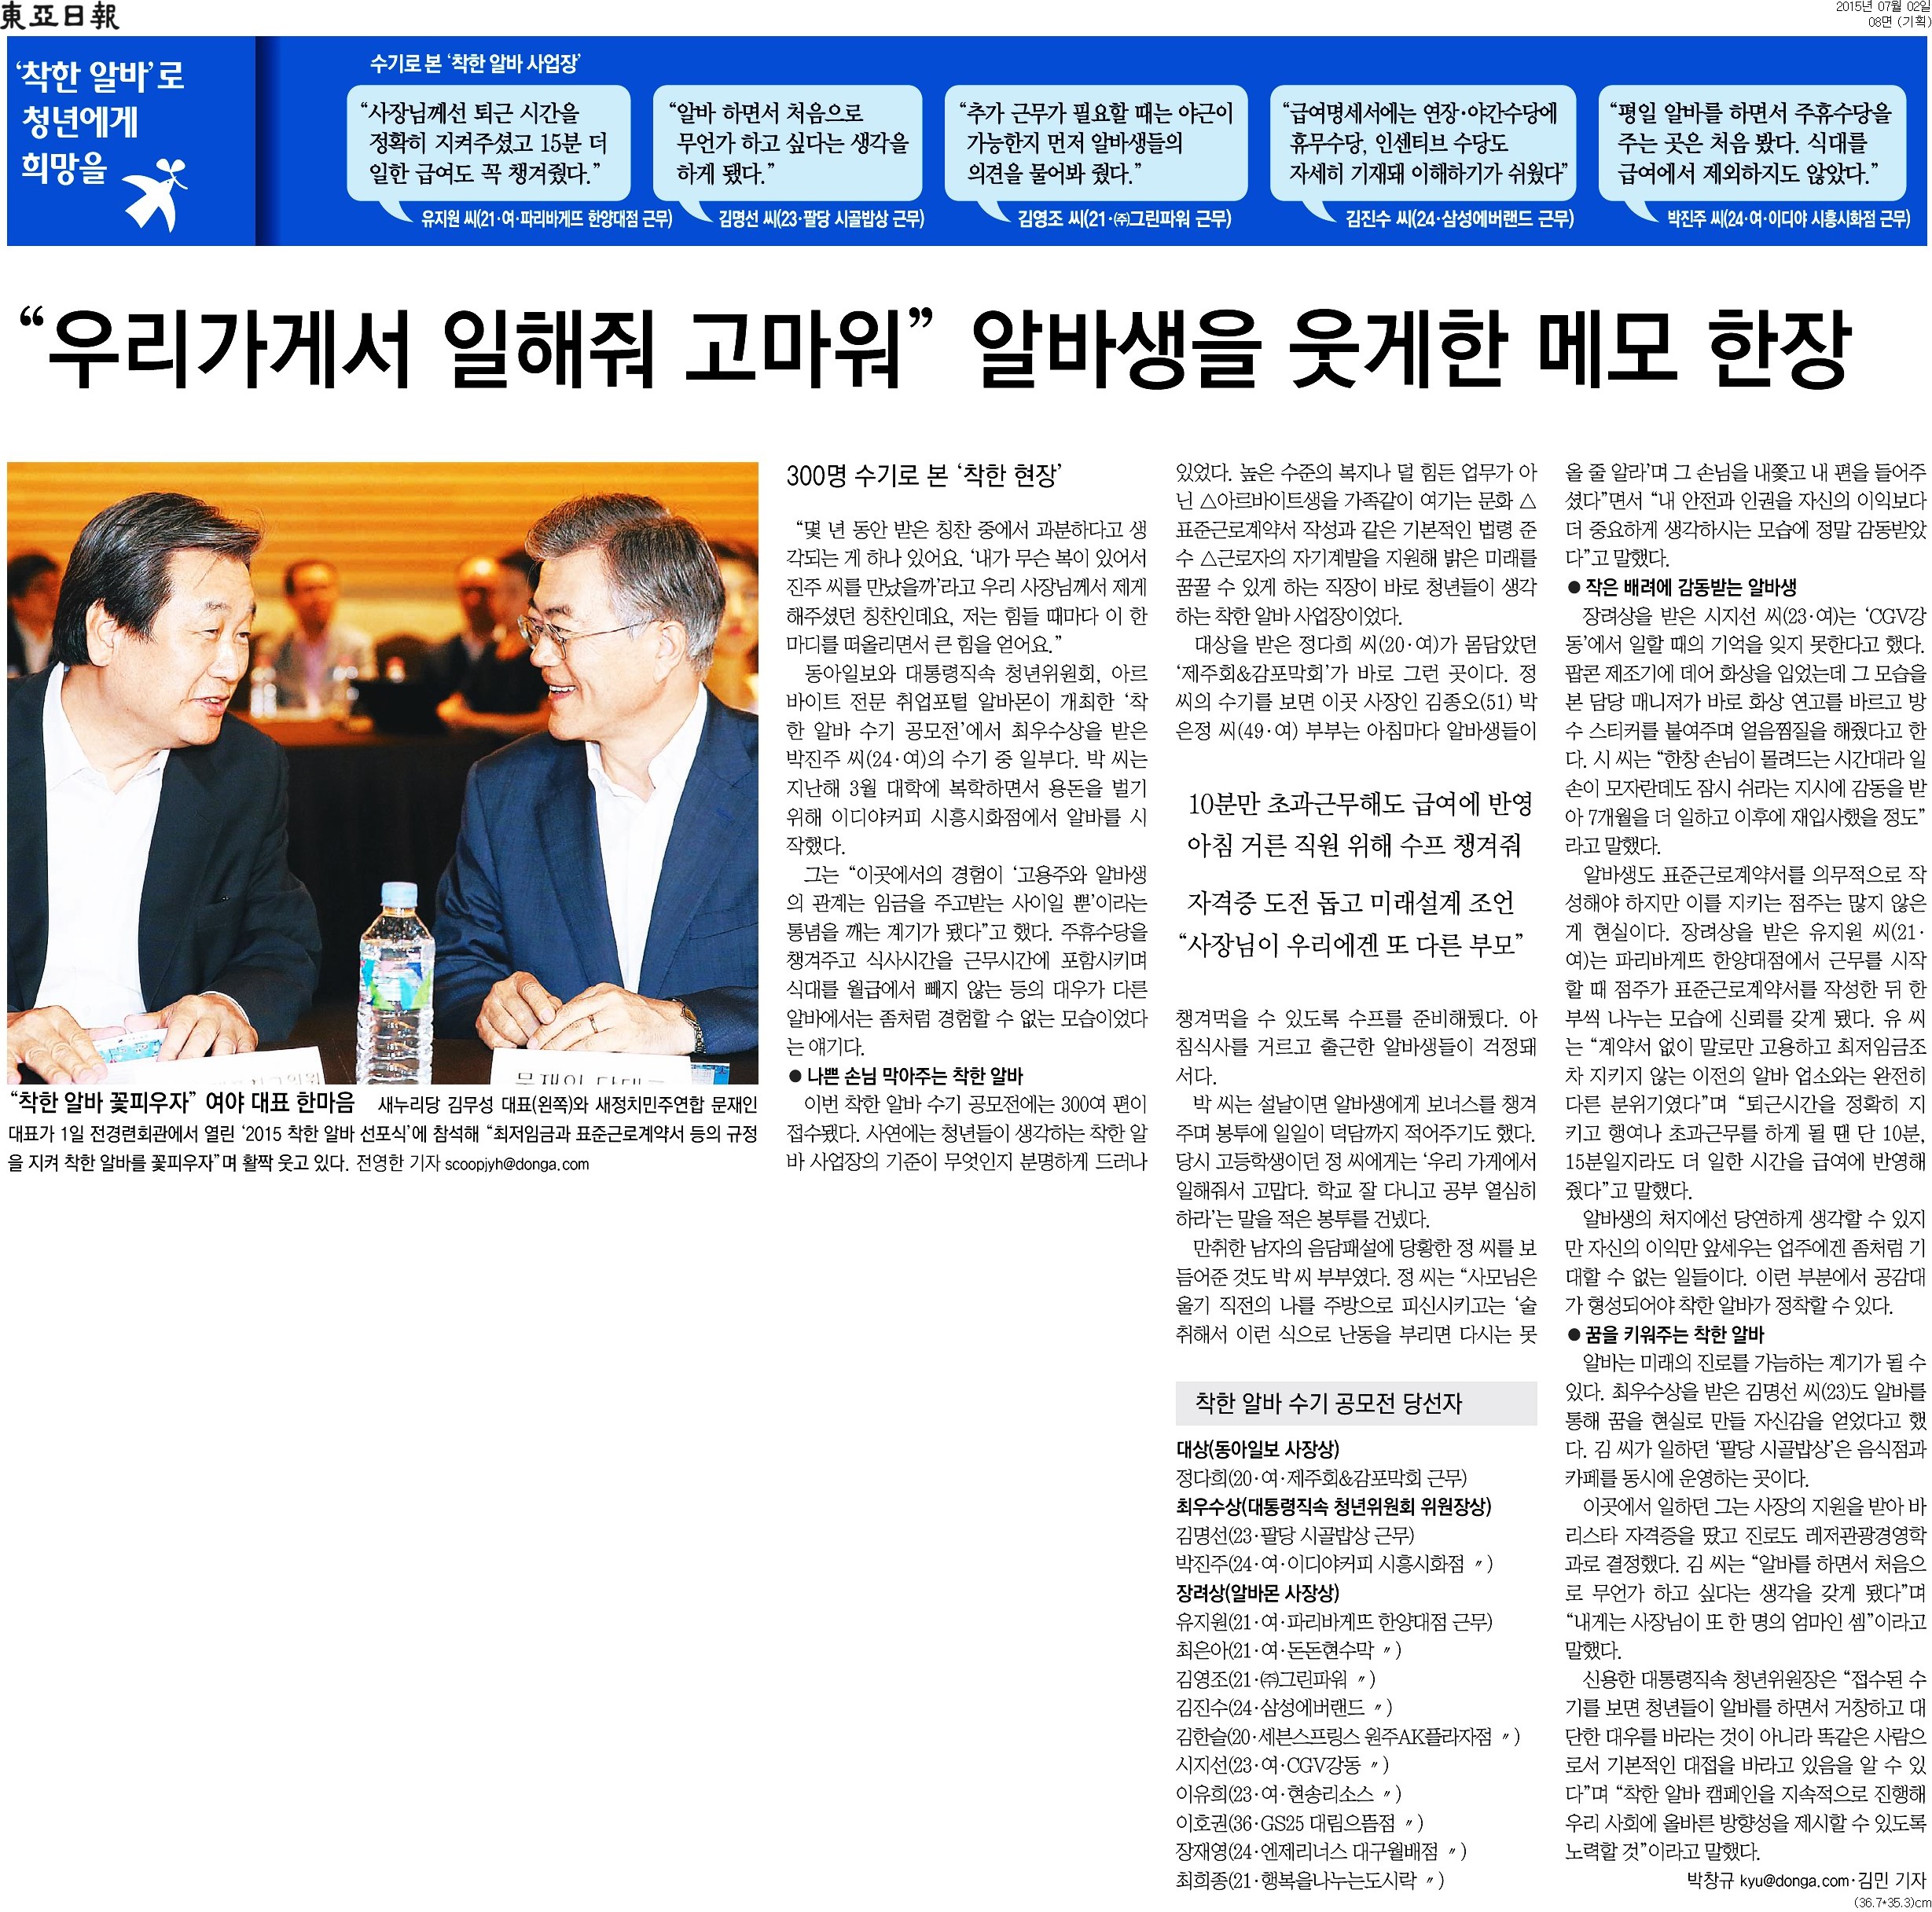 東亞日報
2015년 07월 02일
08면 (기획)
‘착한 알바’로
청년에게
희망을
수기로 본 ‘착한 알바 사업장’
“사장님께선 퇴근 시간을
정확히 지켜주셨고 15분 더
일한 급여도 꼭 챙겨줬다.”
유지원 씨(21·여·파리바게뜨 한양대점 근무)
“알바 하면서 처음으로
무언가 하고 싶다는 생각을
하게 됐다.”
김명선 씨(23·팔당 시골밥상 근무)
“추가 근무가 필요할 때는 야근이
가능한지 먼저 알바생들의
의견을 물어봐 줬다.”
김영조 씨(21·㈜그린파워 근무)
“급여명세서에는 연장·야간수당에
휴무수당, 인센티브 수당도
자세히 기재돼 이해하기가 쉬웠다”
김진수 씨(24·삼성에버랜드 근무)
“평일 알바를 하면서 주휴수당을
주는 곳은 처음 봤다. 식대를
급여에서 제외하지도 않았다.”
박진주 씨(24·여·이디야 시흥시화점 근무)
“우리가게서 일해줘 고마워” 알바생을 웃게한 메모 한장
“착한 알바 꽃피우자” 여야 대표 한마음 새누리당 김무성 대표(왼쪽)와 새정치민주연합 문재인
대표가 1일 전경련회관에서 열린 ‘2015 착한 알바 선포식’에 참석해 “최저임금과 표준근로계약서 등의 규정
을 지켜 착한 알바를 꽃피우자”며 활짝 웃고 있다. 전영한 기자 scoopjyh@donga.com
300명 수기로 본 ‘착한 현장’
“몇 년 동안 받은 칭찬 중에서 과분하다고 생
각되는 게 하나 있어요. ‘내가 무슨 복이 있어서
진주 씨를 만났을까’라고 우리 사장님께서 제게
해주셨던 칭찬인데요, 저는 힘들 때마다 이 한
마디를 떠올리면서 큰 힘을 얻어요.”
동아일보와 대통령직속 청년위원회, 아르
바이트 전문 취업포털 알바몬이 개최한 ‘착
한 알바 수기 공모전’에서 최우수상을 받은
박진주 씨(24·여)의 수기 중 일부다. 박 씨는
지난해 3월 대학에 복학하면서 용돈을 벌기
위해 이디야커피 시흥시화점에서 알바를 시
작했다.
그는 “이곳에서의 경험이 ‘고용주와 알바생
의 관계는 임금을 주고받는 사이일 뿐’이라는
통념을 깨는 계기가 됐다”고 했다. 주휴수당을
챙겨주고 식사시간을 근무시간에 포함시키며
식대를 월급에서 빼지 않는 등의 대우가 다른
알바에서는 좀처럼 경험할 수 없는 모습이었다
는 얘기다.
● 나쁜 손님 막아주는 착한 알바
이번 착한 알바 수기 공모전에는 300여 편이
접수됐다. 사연에는 청년들이 생각하는 착한 알
바 사업장의 기준이 무엇인지 분명하게 드러나
있었다. 높은 수준의 복지나 덜 힘든 업무가 아
닌 △아르바이트생을 가족같이 여기는 문화 △
표준근로계약서 작성과 같은 기본적인 법령 준
수 △근로자의 자기계발을 지원해 밝은 미래를
꿈꿀 수 있게 하는 직장이 바로 청년들이 생각
하는 착한 알바 사업장이었다.
대상을 받은 정다희 씨(20·여)가 몸담았던
‘제주회&감포막회’가 바로 그런 곳이다. 정
씨의 수기를 보면 이곳 사장인 김종오(51) 박
은정 씨(49·여) 부부는 아침마다 알바생들이
10분만 초과근무해도 급여에 반영
아침 거른 직원 위해 수프 챙겨줘
자격증 도전 돕고 미래설계 조언
“사장님이 우리에겐 또 다른 부모”
챙겨먹을 수 있도록 수프를 준비해뒀다. 아
침식사를 거르고 출근한 알바생들이 걱정돼
서다.
박 씨는 설날이면 알바생에게 보너스를 챙겨
주며 봉투에 일일이 덕담까지 적어주기도 했다.
당시 고등학생이던 정 씨에게는 ‘우리 가게에서
일해줘서 고맙다. 학교 잘 다니고 공부 열심히
하라’는 말을 적은 봉투를 건넸다.
만취한 남자의 음담패설에 당황한 정 씨를 보
듬어준 것도 박 씨 부부였다. 정 씨는 “사모님은
울기 직전의 나를 주방으로 피신시키고는 ‘술
취해서 이런 식으로 난동을 부리면 다시는 못
착한 알바 수기 공모전 당선자
대상(동아일보 사장상)
정다희(20·여·제주회&감포막회 근무)
최우수상(대통령직속 청년위원회 위원장상)
김명선(23·팔당 시골밥상 근무)
박진주(24·여·이디야커피 시흥시화점 〃)
장려상(알바몬 사장상)
유지원(21·여·파리바게뜨 한양대점 근무)
최은아(21·여·돈돈현수막 〃)
김영조(21·㈜그린파워 〃)
김진수(24·삼성에버랜드 〃)
김한슬(20·세븐스프링스 원주AK플라자점 〃)
시지선(23·여·CGV강동 〃)
이유희(23·여·현송리소스 〃)
이호권(36·GS25 대림으뜸점 〃)
장재영(24·엔제리너스 대구월배점 〃)
최희종(21·행복을나누는도시락 〃)
올 줄 알라’며 그 손님을 내쫓고 내 편을 들어주
셨다”면서 “내 안전과 인권을 자신의 이익보다
더 중요하게 생각하시는 모습에 정말 감동받았
다”고 말했다.
● 작은 배려에 감동받는 알바생
장려상을 받은 시지선 씨(23·여)는 ‘CGV강
동’에서 일할 때의 기억을 잊지 못한다고 했다.
팝콘 제조기에 데어 화상을 입었는데 그 모습을
본 담당 매니저가 바로 화상 연고를 바르고 방
수 스티커를 붙여주며 얼음찜질을 해줬다고 한
다. 시 씨는 “한창 손님이 몰려드는 시간대라 일
손이 모자란데도 잠시 쉬라는 지시에 감동을 받
아 7개월을 더 일하고 이후에 재입사했을 정도”
라고 말했다.
알바생도 표준근로계약서를 의무적으로 작
성해야 하지만 이를 지키는 점주는 많지 않은
게 현실이다. 장려상을 받은 유지원 씨(21·
여)는 파리바게뜨 한양대점에서 근무를 시작
할 때 점주가 표준근로계약서를 작성한 뒤 한
부씩 나누는 모습에 신뢰를 갖게 됐다. 유 씨
는 “계약서 없이 말로만 고용하고 최저임금조
차 지키지 않는 이전의 알바 업소와는 완전히
다른 분위기였다”며 “퇴근시간을 정확히 지
키고 행여나 초과근무를 하게 될 땐 단 10분,
15분일지라도 더 일한 시간을 급여에 반영해
줬다”고 말했다.
알바생의 처지에선 당연하게 생각할 수 있지
만 자신의 이익만 앞세우는 업주에겐 좀처럼 기
대할 수 없는 일들이다. 이런 부분에서 공감대
가 형성되어야 착한 알바가 정착할 수 있다.
● 꿈을 키워주는 착한 알바
알바는 미래의 진로를 가늠하는 계기가 될 수
있다. 최우수상을 받은 김명선 씨(23)도 알바를
통해 꿈을 현실로 만들 자신감을 얻었다고 했
다. 김 씨가 일하던 ‘팔당 시골밥상’은 음식점과
카페를 동시에 운영하는 곳이다.
이곳에서 일하던 그는 사장의 지원을 받아 바
리스타 자격증을 땄고 진로도 레저관광경영학
과로 결정했다. 김 씨는 “알바를 하면서 처음으
로 무언가 하고 싶다는 생각을 갖게 됐다”며
“내게는 사장님이 또 한 명의 엄마인 셈”이라고
말했다.
신용한 대통령직속 청년위원장은 “접수된 수
기를 보면 청년들이 알바를 하면서 거창하고 대
단한 대우를 바라는 것이 아니라 똑같은 사람으
로서 기본적인 대접을 바라고 있음을 알 수 있
다”며 “착한 알바 캠페인을 지속적으로 진행해
우리 사회에 올바른 방향성을 제시할 수 있도록
노력할 것”이라고 말했다.
박창규 kyu@donga.com·김민 기자
(36.7*35.3)cm